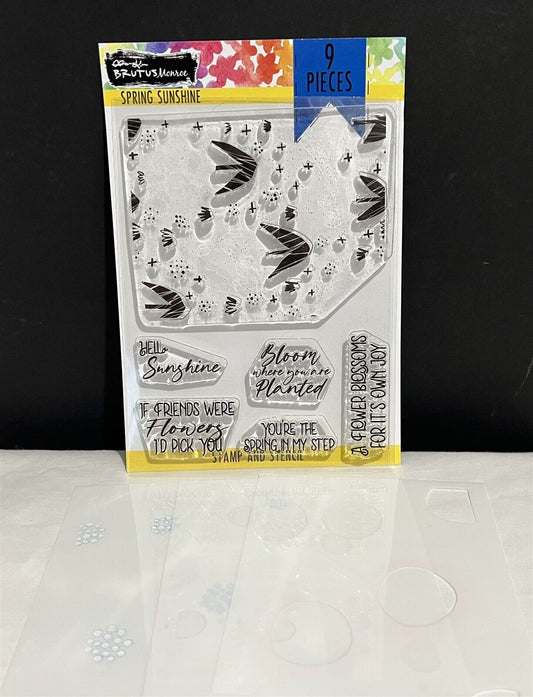 BRUTUS Monroe
9
PIECES
SPRING SUNSHINE
HELLO
Sunshine
Bloom
where you are
Planted
A FLOWER BLOSSOMS
FOR IT'S OWN JOY
IF FRIENDS WERE
Flowers
I'D PICK YOU
YOU'RE THE
SPRING IN MY STEP
STAMP AND STENCIL